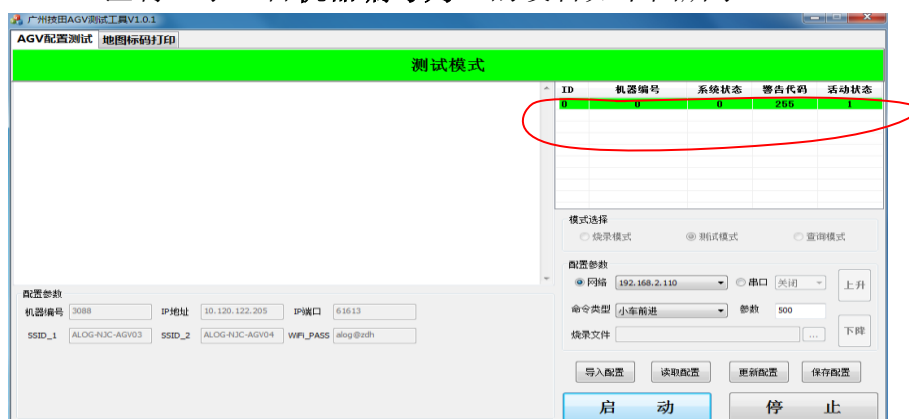 广州技田AGV测试工具V1.0.1
AGV配置测试 地图标码打印
测试模式
ID 机器编号 系统状态 警告代码 活动状态
0 0 0 255 1
模式选择
烧录模式 测试模式 查询模式
配置参数
网络 192.168.2.110 串口 关闭 上升
命令类型 小车前进 参数 500
烧录文件 ... 下降
导入配置 读取配置 更新配置 保存配置
启 动 停 止
配置参数
机器编号 3088 IP地址 10.120.122.205 IP端口 61613
SSID_1 ALOG-NJC-AGV03 SSID_2 ALOG-NJC-AGV04 WIFI_PASS alog@zdh